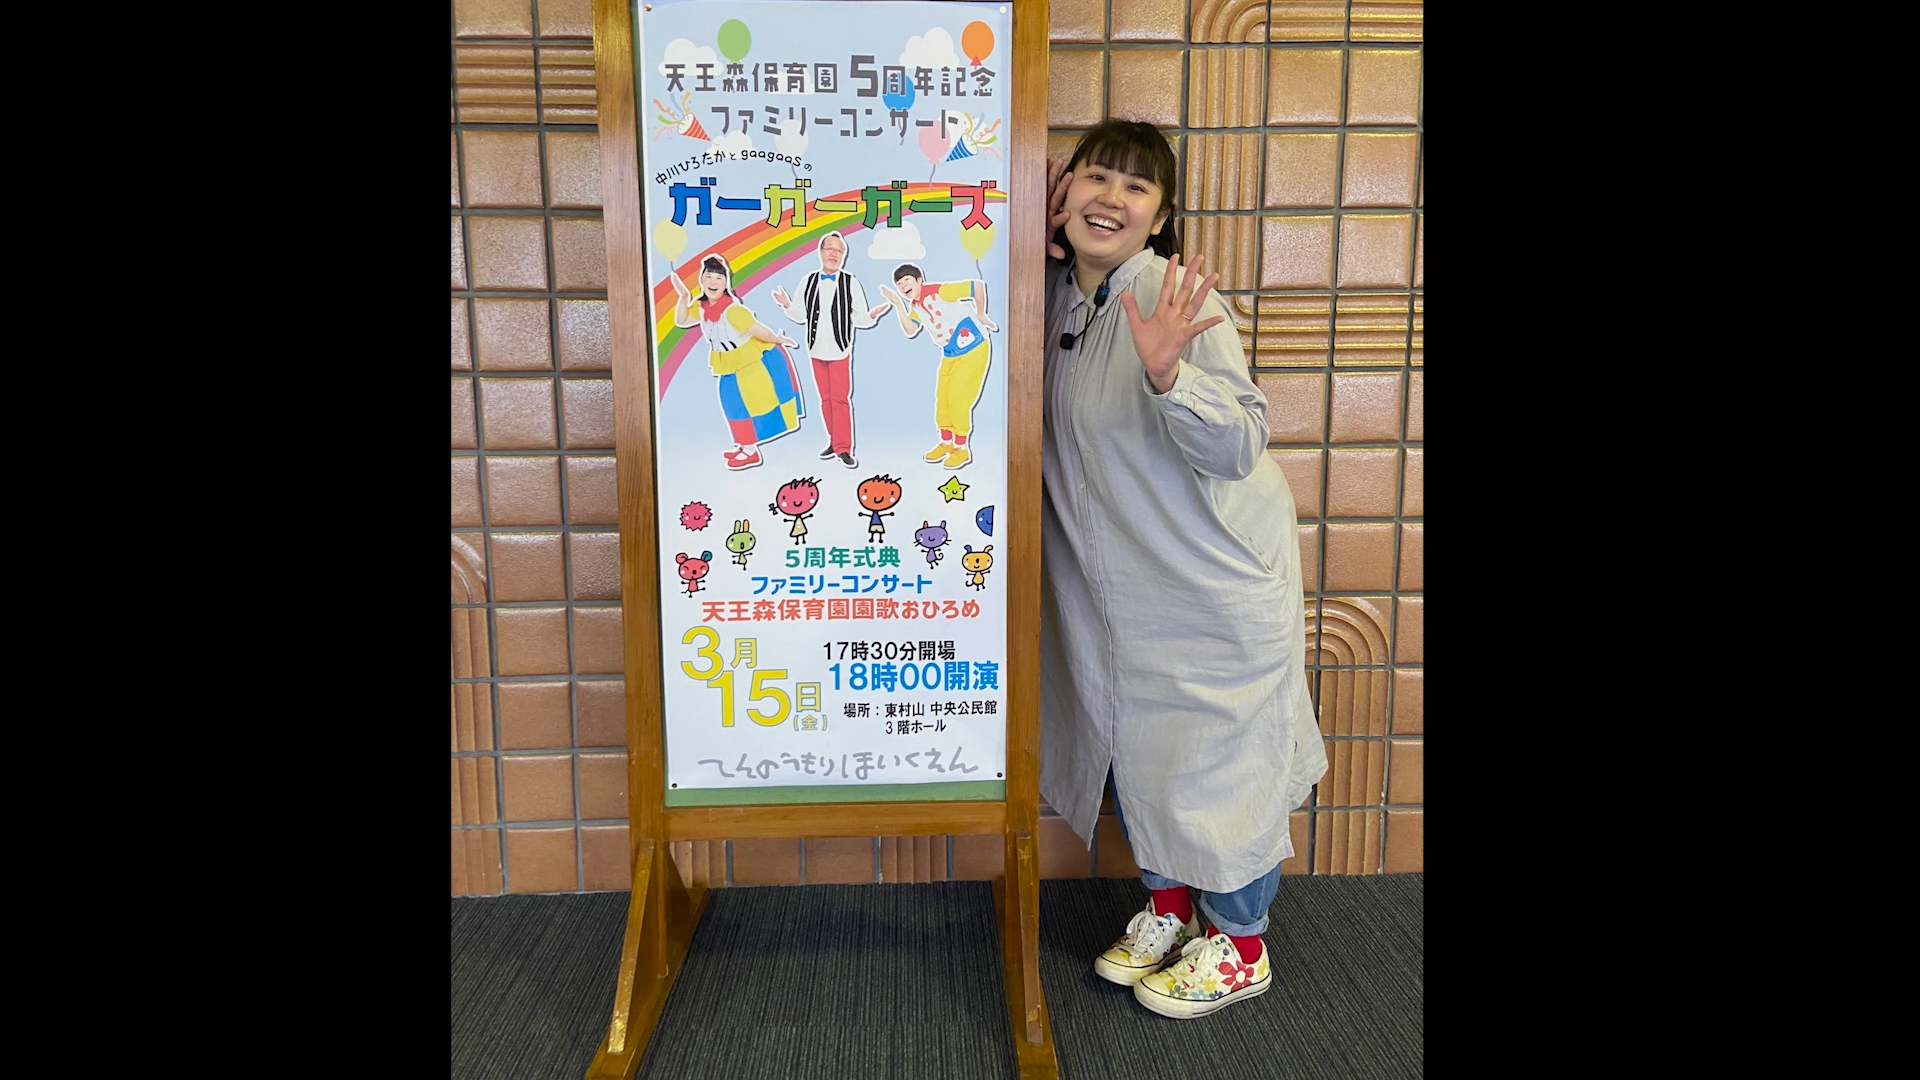 天王森保育園 5周年記念
ファミリーコンサート
中川ひろたかとgaagaaSの
ガーガーガーズ
5周年式典
ファミリーコンサート
天王森保育園園歌おひろめ
3月15日(金)
17時30分開場
18時00開演
場所：東村山 中央公民館
3階ホール
てんのうもりほいくえん